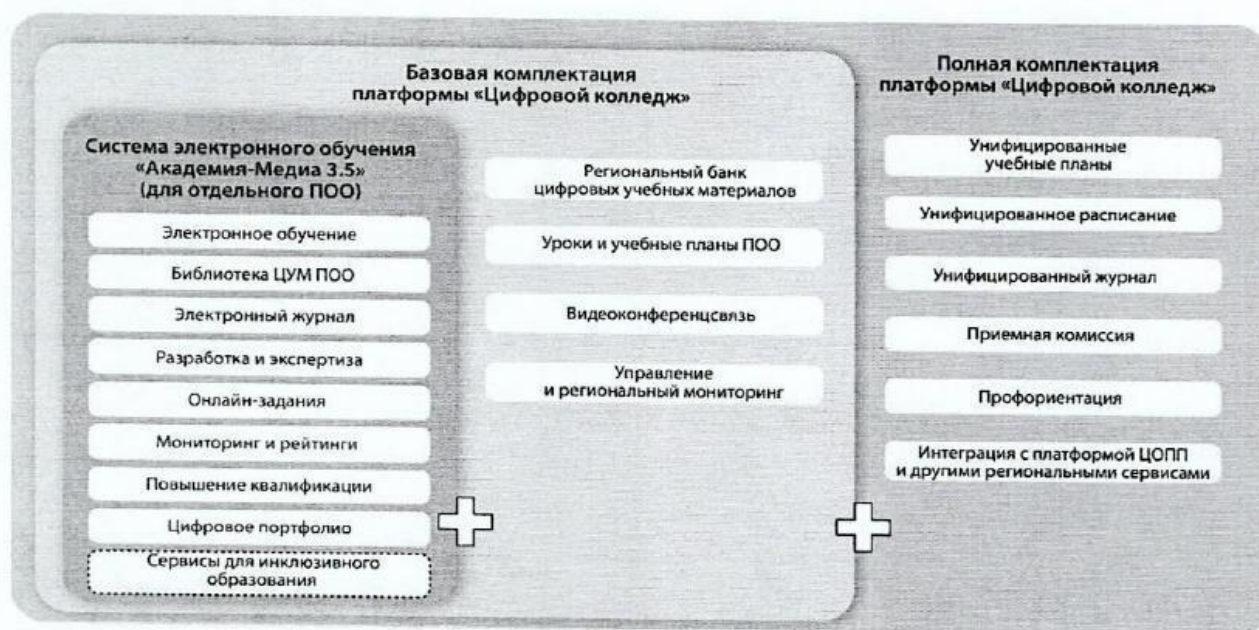 Базовая комплектация
платформы «Цифровой колледж»
Система электронного обучения
«Академия-Медиа 3.5»
(для отдельного ПОО)
Электронное обучение
Библиотека ЦУМ ПОО
Электронный журнал
Разработка и экспертиза
Онлайн-задания
Мониторинг и рейтинги
Повышение квалификации
Цифровое портфолио
Сервисы для инклюзивного
образования
Региональный банк
цифровых учебных материалов
Уроки и учебные планы ПОО
Видеоконференцсвязь
Управление
и региональный мониторинг
Полная комплектация
платформы «Цифровой колледж»
Унифицированные
учебные планы
Унифицированное расписание
Унифицированный журнал
Приемная комиссия
Профориентация
Интеграция с платформой ЦОПП
и другими региональными сервисами